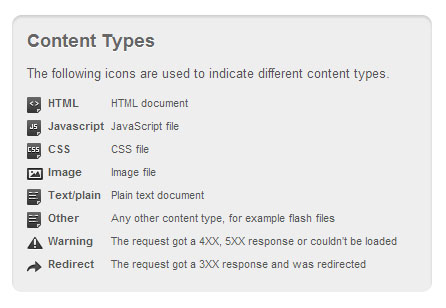 Content Types
The following icons are used to indicate different content types.
<> HTML HTML document
JS Javascript JavaScript file
CSS CSS CSS file
Image Image file
Text/plain Plain text document
Other Any other content type, for example flash files
Warning The request got a 4XX, 5XX response or couldn't be loaded
Redirect The request got a 3XX response and was redirected